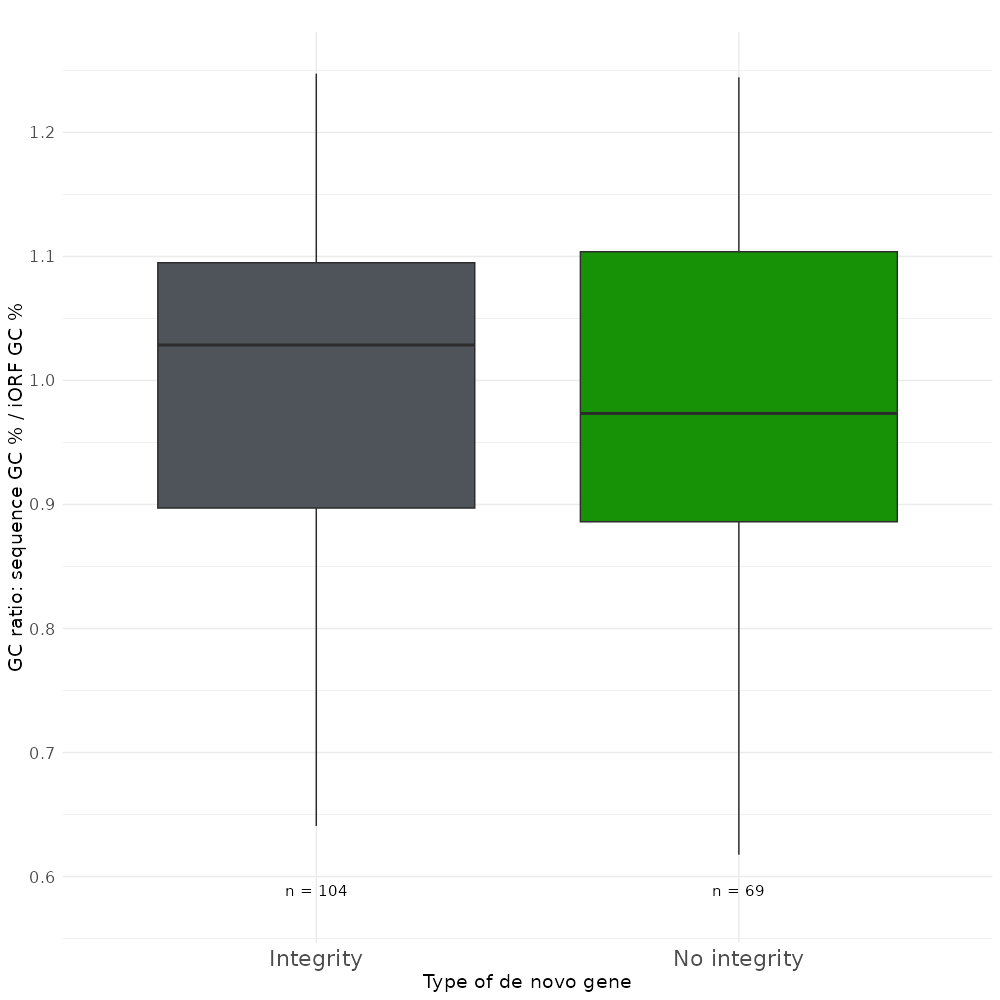 GC ratio: sequence GC % / iORF GC %
1.2
1.1
1.0
0.9
0.8
0.7
0.6
n = 104
n = 69
Integrity
No integrity
Type of de novo gene